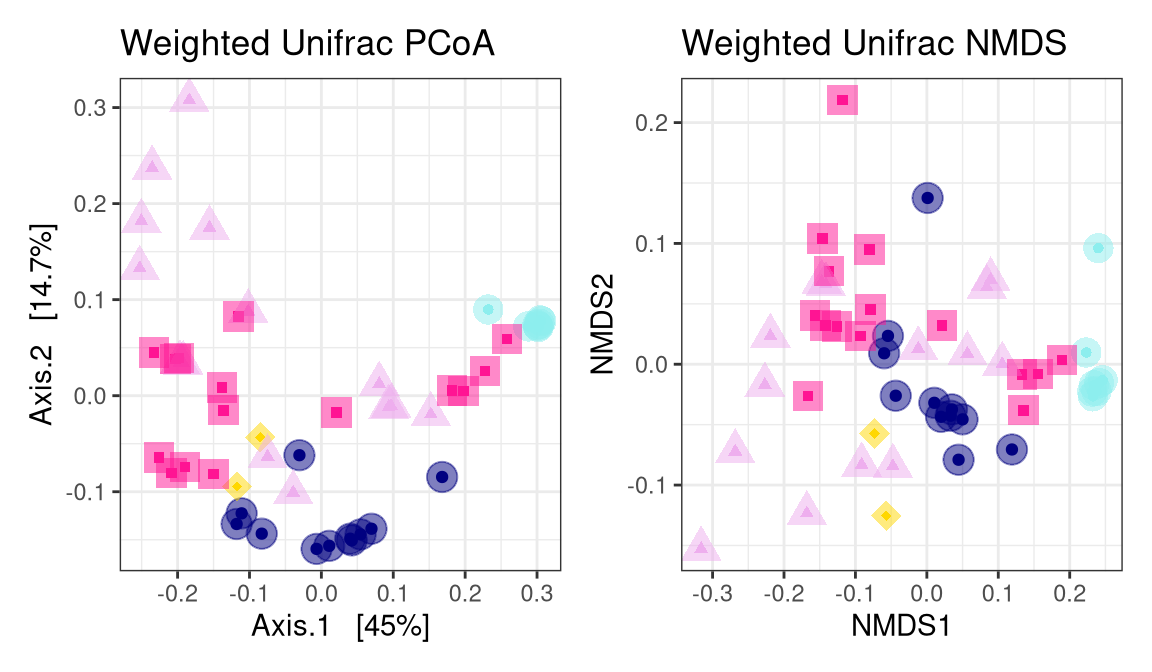 Weighted Unifrac PCoA
0.3
0.2
0.1
0.0
-0.1
-0.2 -0.1 0.0 0.1 0.2 0.3
Axis.1 [45%]
Axis.2 [14.7%]
Weighted Unifrac NMDS
0.2
0.1
0.0
-0.1
-0.3 -0.2 -0.1 0.0 0.1 0.2
NMDS1
NMDS2